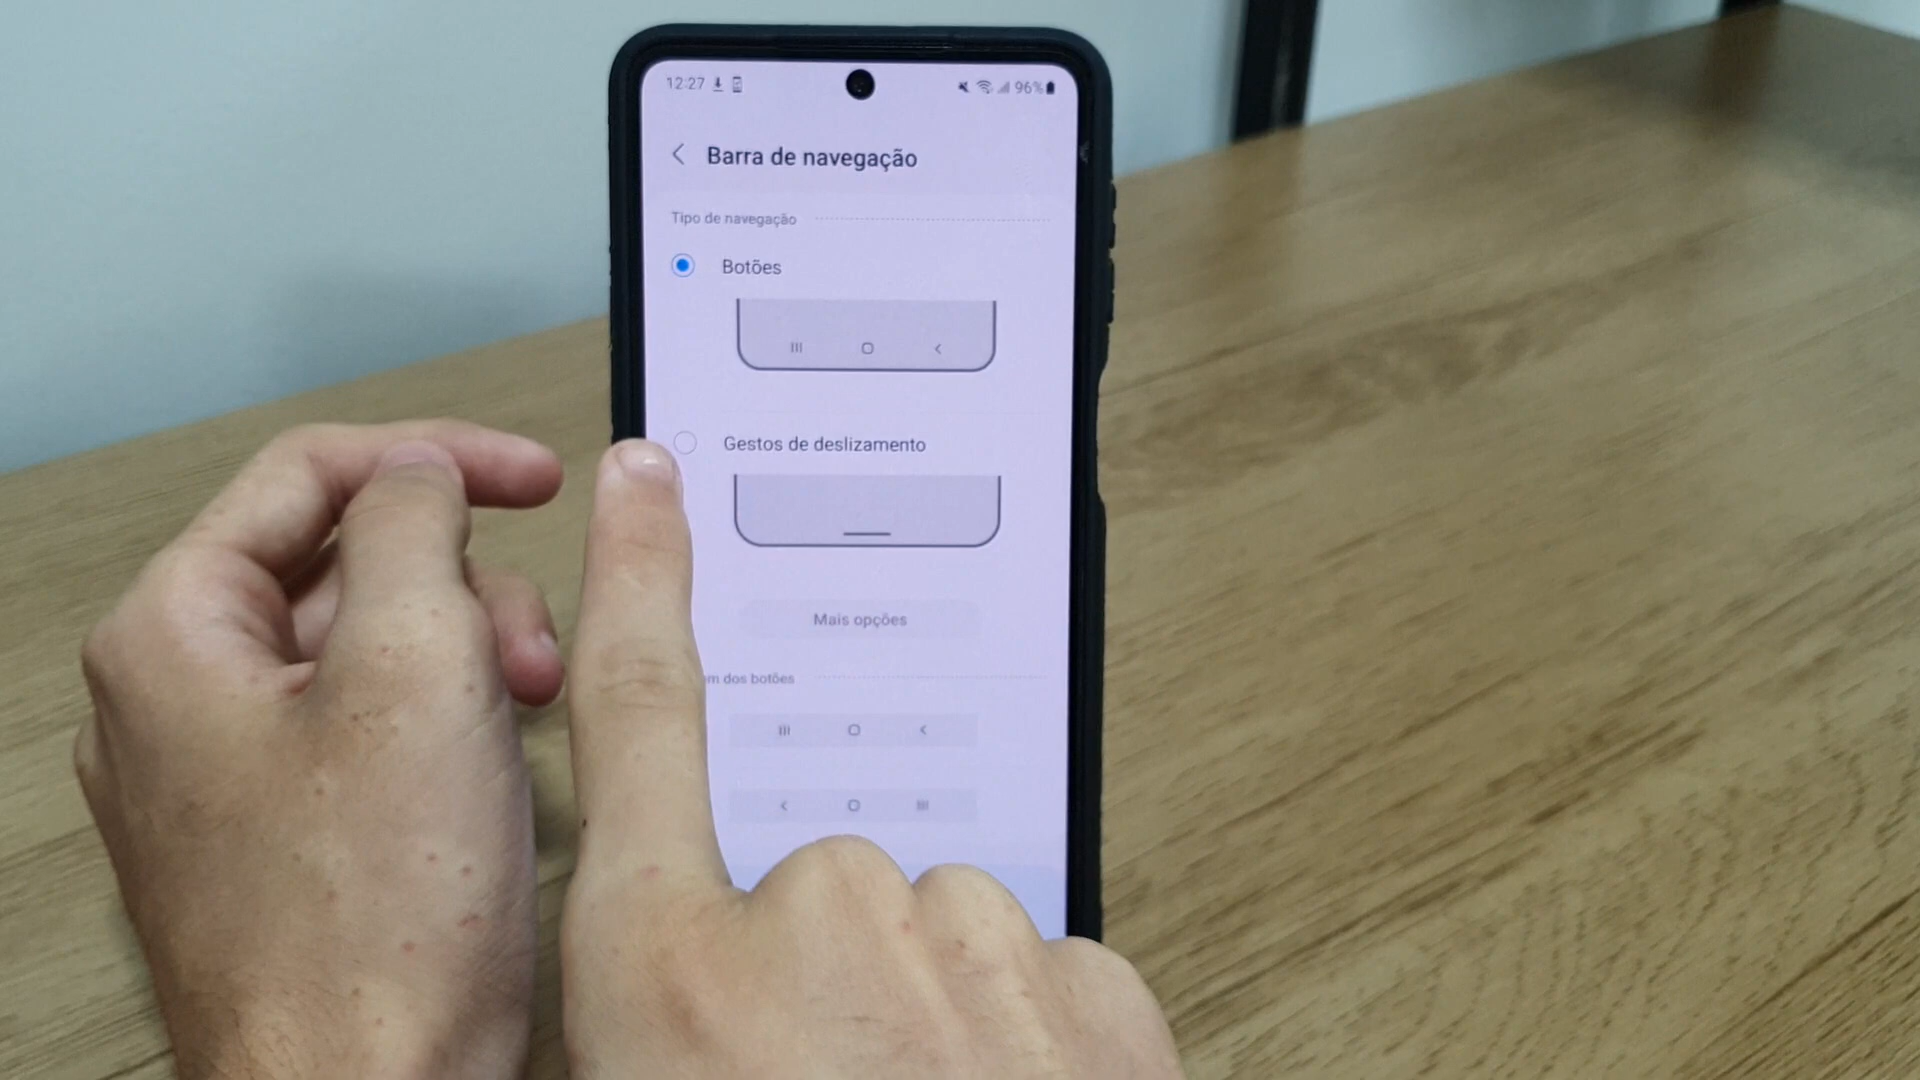 12:27 96%
Barra de navegação
Tipo de navegação
Botões
Gestos de deslizamento
Mais opções
dos botões